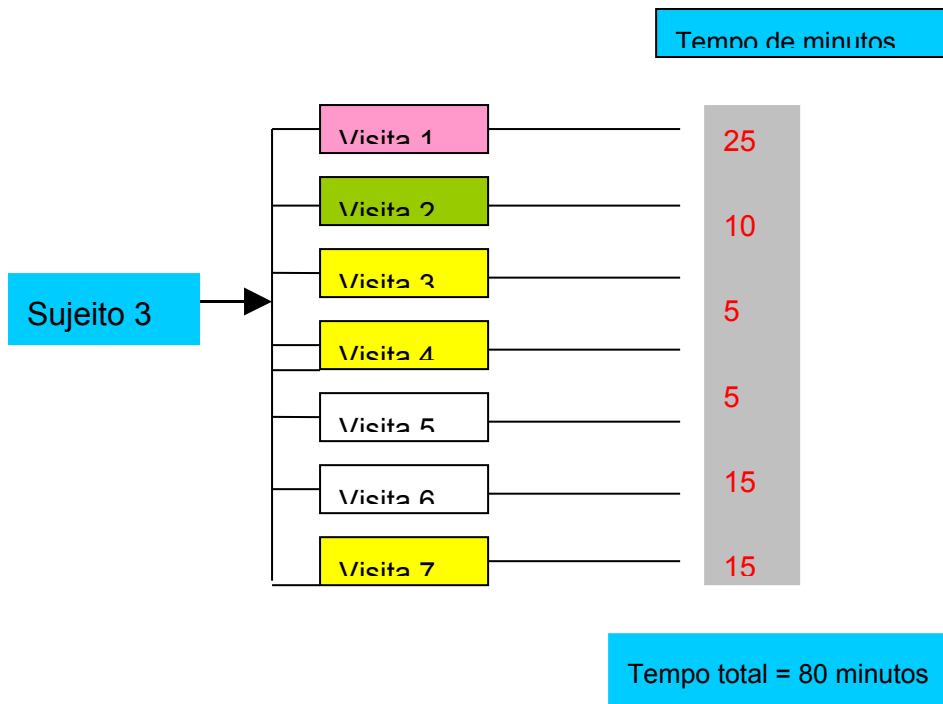 Tempo de minutos
Visita 1
25
Visita 2
10
Visita 3
Sujeito 3
5
Visita 4
5
Visita 5
Visita 6
15
Visita 7
15
Tempo total = 80 minutos